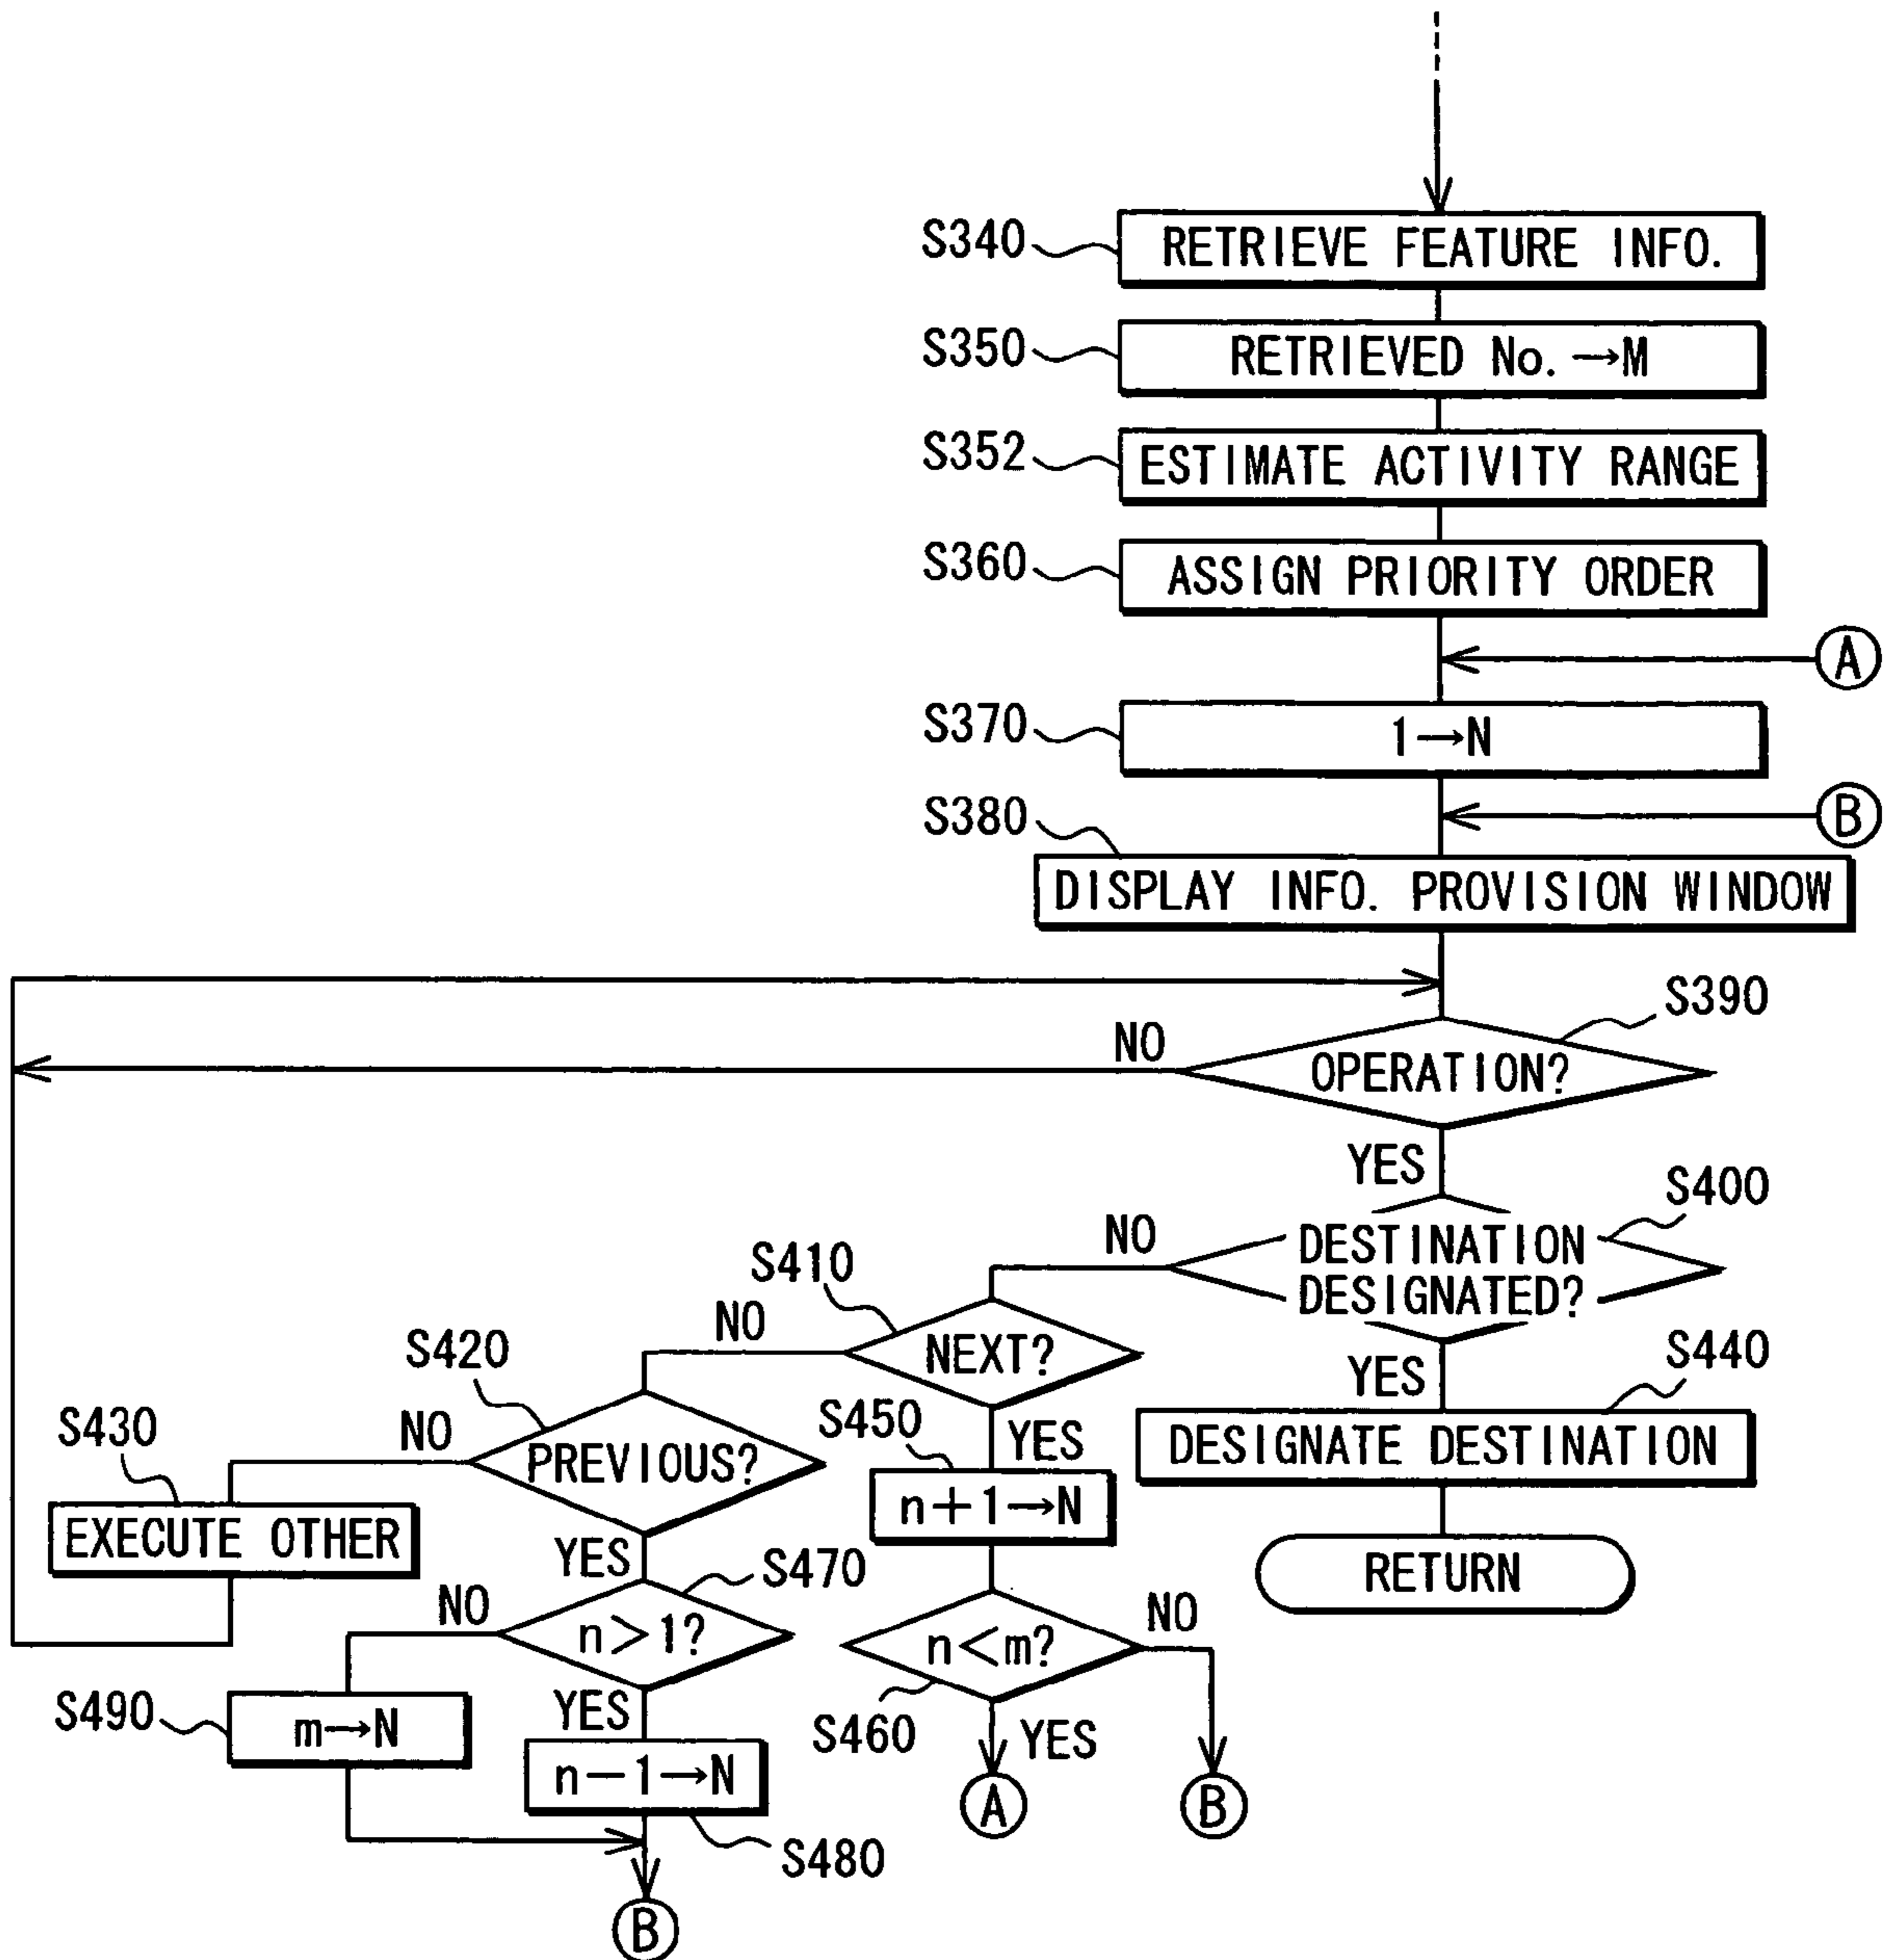 S340
RETRIEVE FEATURE INFO.
S350
RETRIEVED No.→M
S352
ESTIMATE ACTIVITY RANGE
S360
ASSIGN PRIORITY ORDER
A
S370
1→N
S380
B
DISPLAY INFO. PROVISION WINDOW
S390
NO
OPERATION?
YES
S400
NO
DESTINATION
DESIGNATED?
S410
NO
NEXT?
YES
S440
S420
NO
PREVIOUS?
S450
YES
DESIGNATE DESTINATION
S430
n+1→N
EXECUTE OTHER
YES
S470
RETURN
NO
n>1?
n<m?
NO
S490
m→N
YES
S460
YES
n-1→N
A
B
S480
B